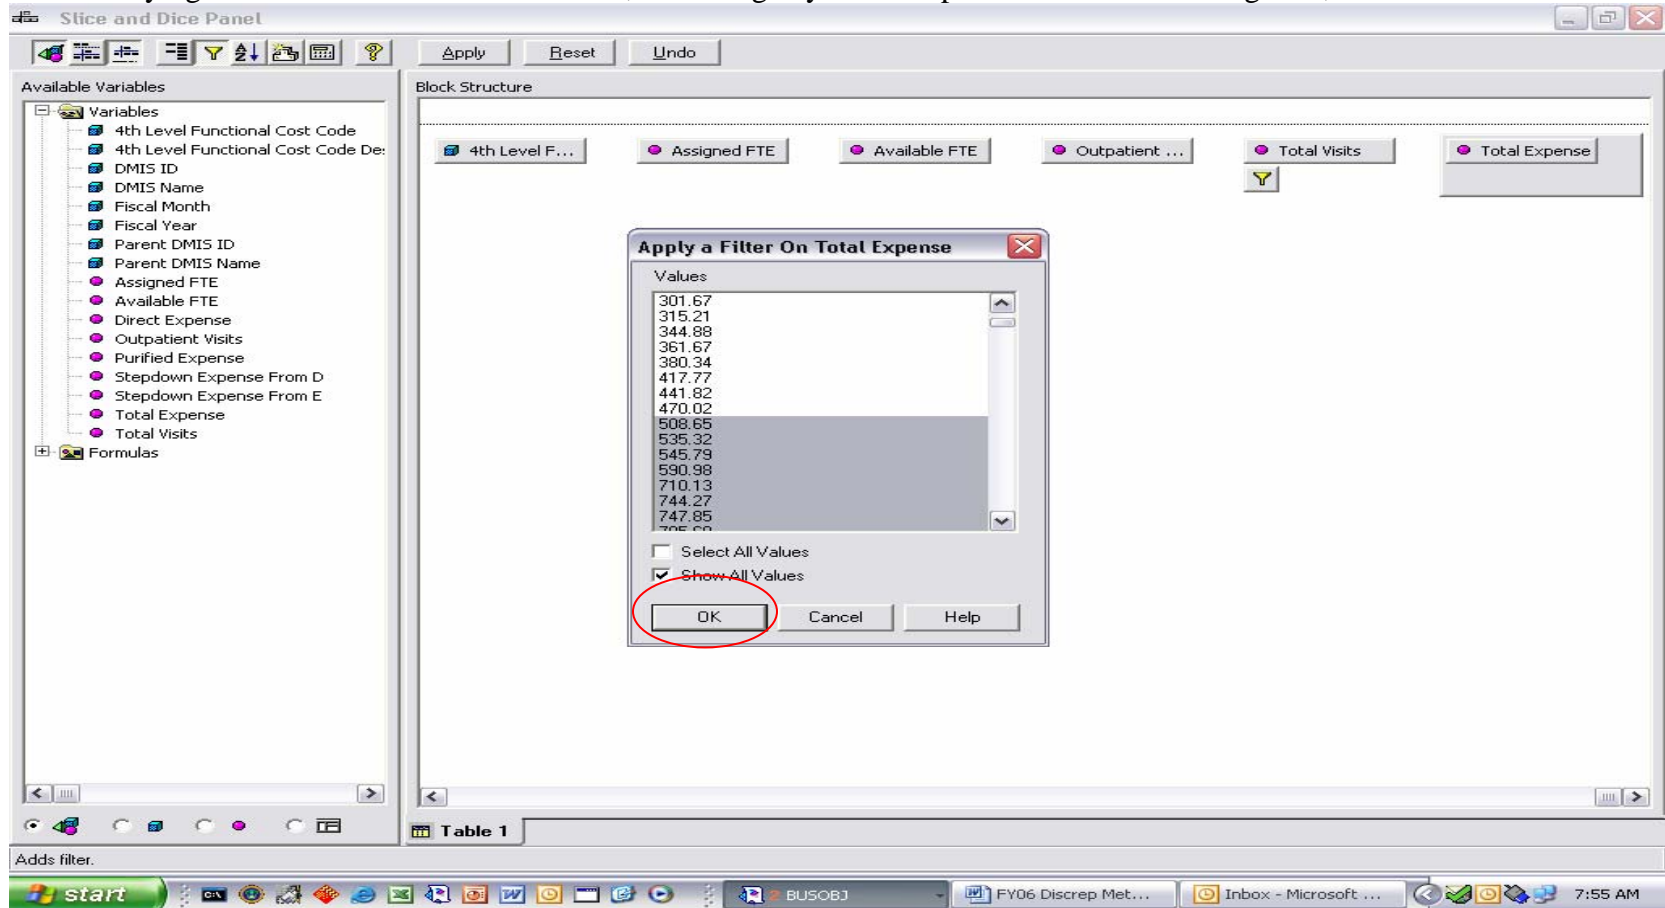 Slice and Dice Panel
Apply Reset Undo
Available Variables
Variables
4th Level Functional Cost Code
4th Level Functional Cost Code De:
DMIS ID
DMIS Name
Fiscal Month
Fiscal Year
Parent DMIS ID
Parent DMIS Name
Assigned FTE
Available FTE
Direct Expense
Outpatient Visits
Purified Expense
Stepdown Expense From D
Stepdown Expense From E
Total Expense
Total Visits
Formulas
Block Structure
4th Level F... Assigned FTE Available FTE Outpatient ... Total Visits Total Expense
Apply a Filter On Total Expense
Values
301.67
315.21
344.88
361.67
380.34
417.77
441.82
470.02
508.65
535.32
545.79
590.98
710.13
744.27
747.85
Select All Values
Show All Values
OK Cancel Help
Table 1
Adds filter.
start 2 BUSOBJ FY06 Discrep Met... Inbox - Microsoft ... 7:55 AM